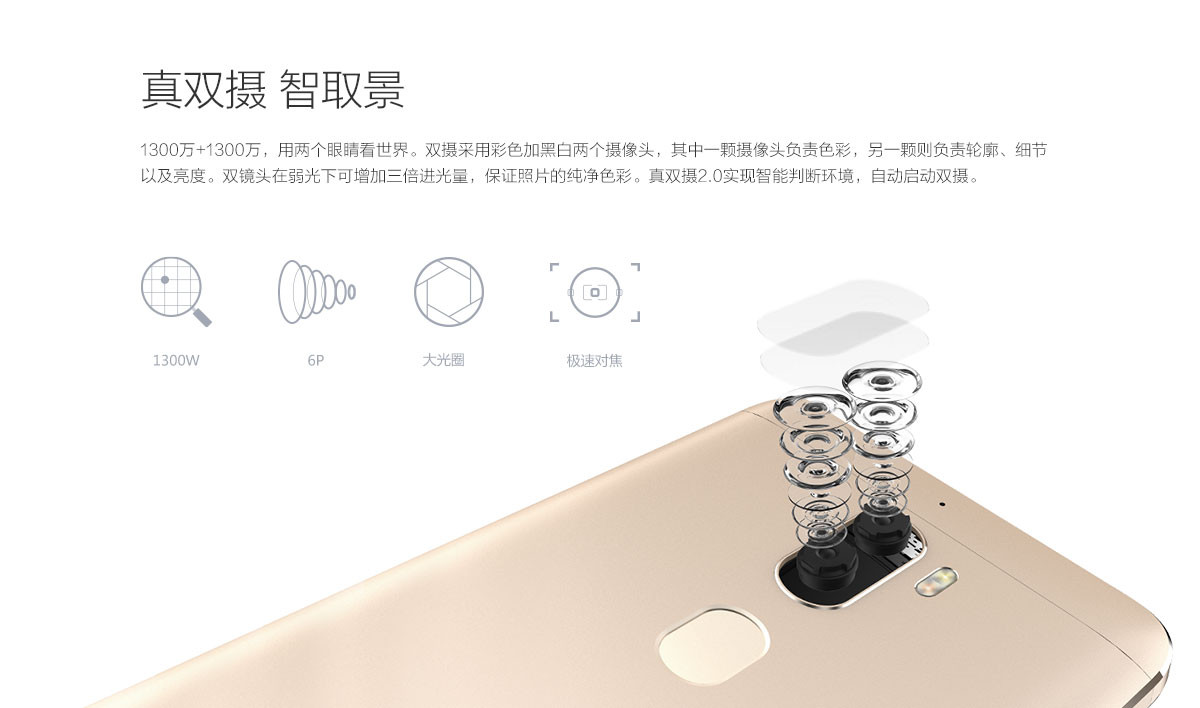 真双摄 智取景
1300万+1300万，用两个眼睛看世界。双摄采用彩色加黑白两个摄像头，其中一颗摄像头负责色彩，另一颗则负责轮廓、细节
以及亮度。双镜头在弱光下可增加三倍进光量，保证照片的纯净色彩。真双摄2.0实现智能判断环境，自动启动双摄。
1300W
6P
大光圈
极速对焦